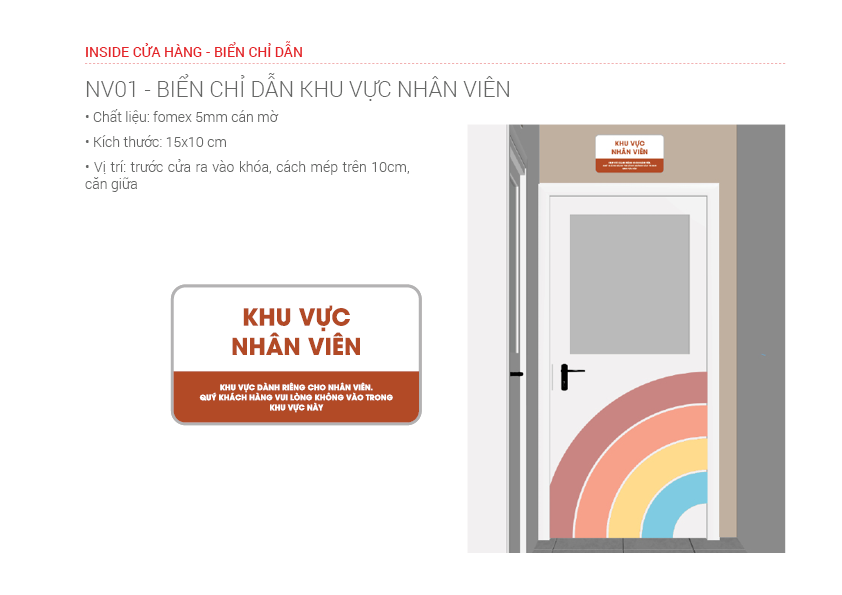 INSIDE CỬA HÀNG - BIỂN CHỈ DẪN
NV01 - BIỂN CHỈ DẪN KHU VỰC NHÂN VIÊN
• Chất liệu: fomex 5mm cán mờ
• Kích thước: 15x10 cm
• Vị trí: trước cửa ra vào khóa, cách mép trên 10cm,
căn giữa
KHU VỰC
NHÂN VIÊN
KHU VỰC DÀNH RIÊNG CHO NHÂN VIÊN.
QUÝ KHÁCH HÀNG VUI LÒNG KHÔNG VÀO TRONG
KHU VỰC NÀY
KHU VỰC
NHÂN VIÊN